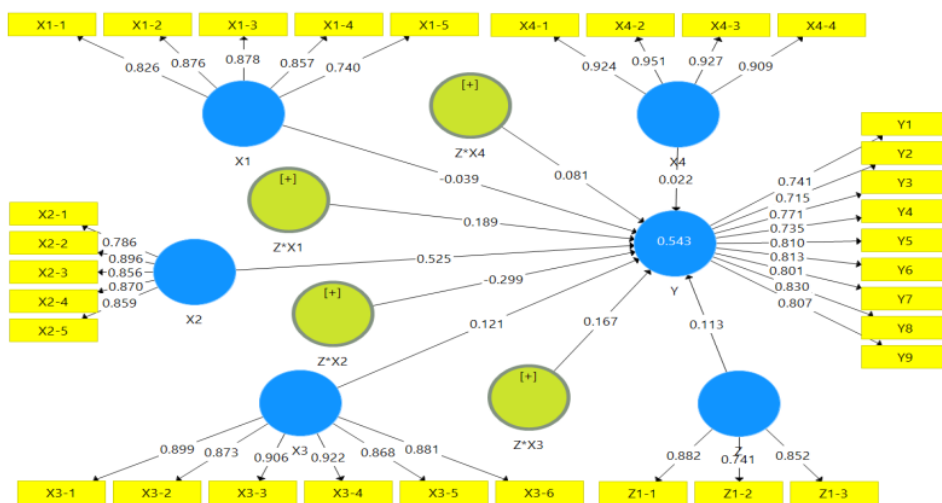 X1-1 X1-2 X1-3 X1-4 X1-5 X4-1 X4-2 X4-3 X4-4
0.826 0.876 0.878 0.857 0.740 0.924 0.951 0.927 0.909
[+]
X1
Z*X4
X4
-0.039
0.081
0.022
[+]
Z*X1
0.189
X2-1
X2-2
X2-3
X2-4
X2-5
0.786
0.896
0.856
0.870
0.859
X2
0.525
[+]
Z*X2
-0.299
0.543
Y
0.741
0.715
0.771
0.735
0.810
0.813
0.801
0.830
0.807
Y1
Y2
Y3
Y4
Y5
Y6
Y7
Y8
Y9
0.121
0.167
0.113
[+]
Z*X3
X3
Z
0.899 0.873 0.906 0.922 0.868 0.881
0.882 0.741 0.852
X3-1 X3-2 X3-3 X3-4 X3-5 X3-6 Z1-1 Z1-2 Z1-3